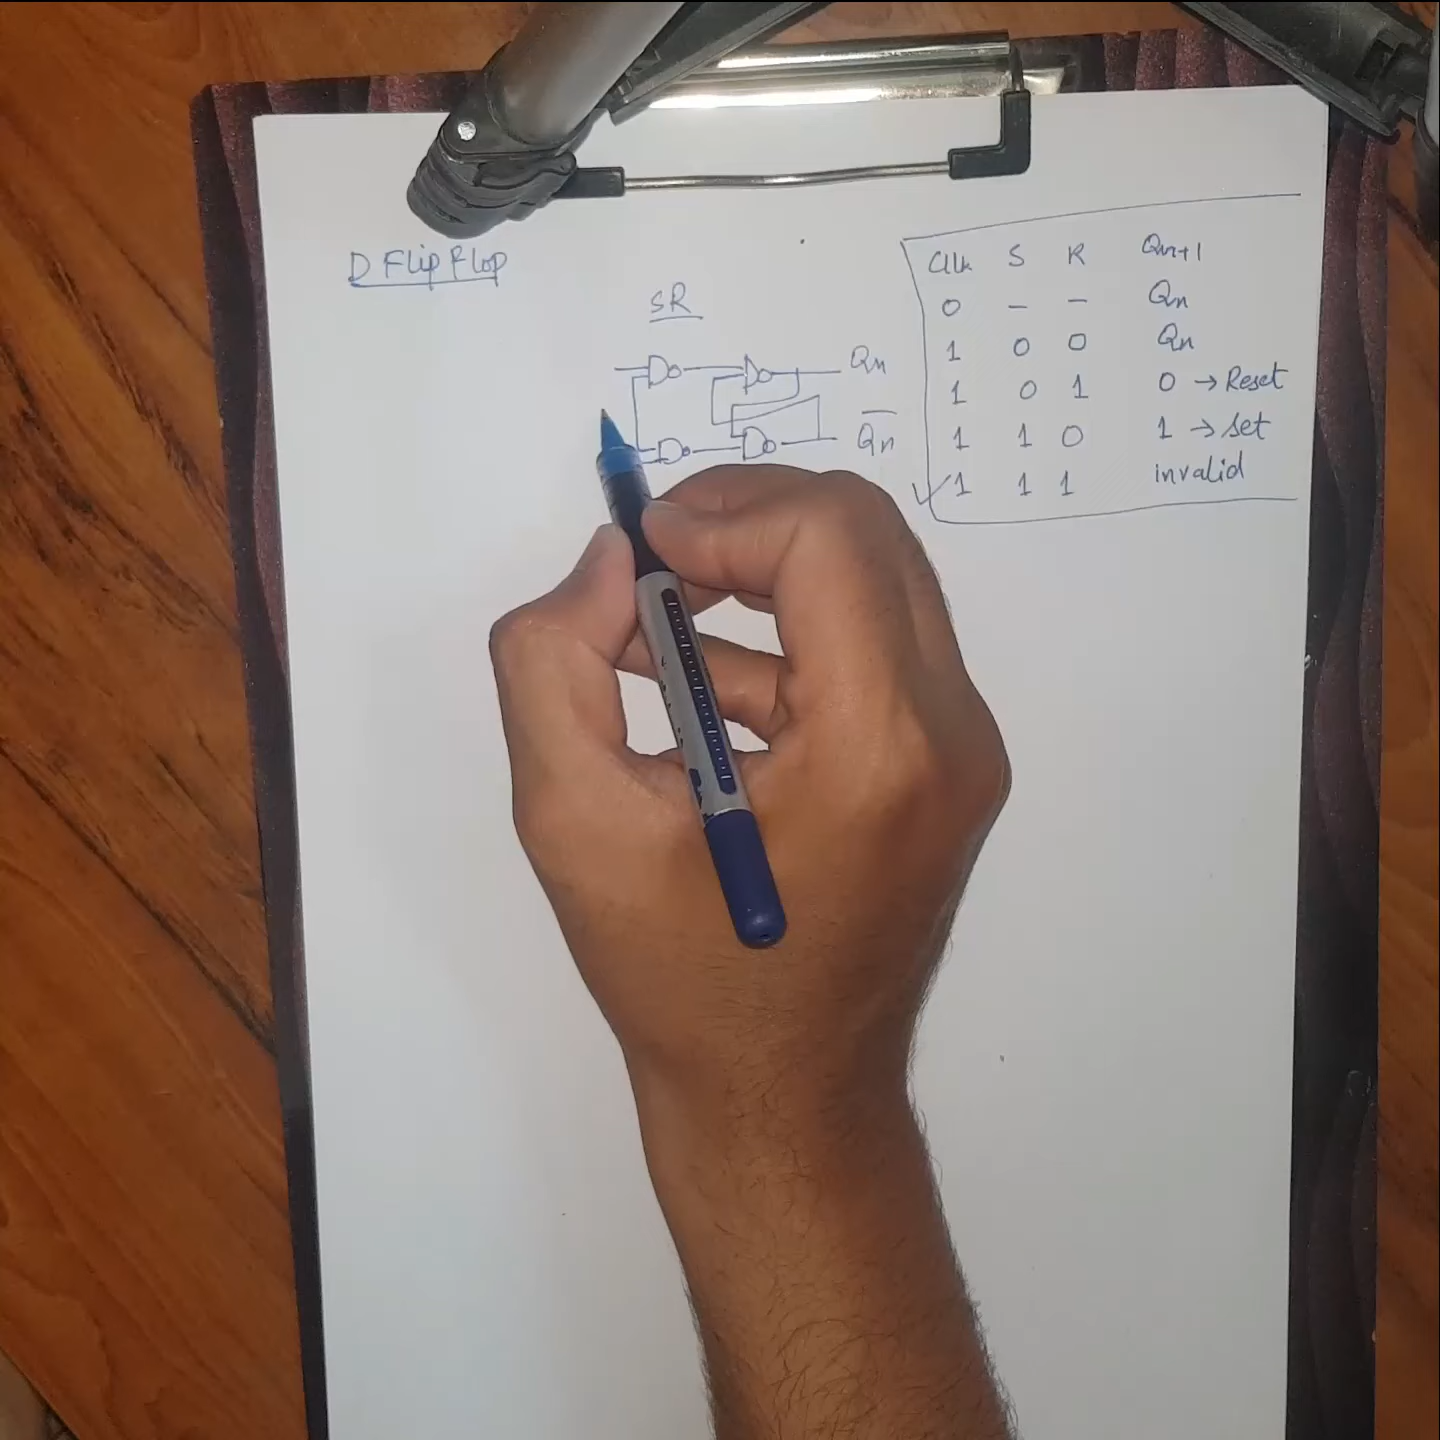 D Flip Flop
SR
Qn
Qn
Clk S R Qn+1
0 – – Qn
1 0 0 Qn
1 0 1 0 → Reset
1 1 0 1 → Set
✓ 1 1 1 invalid